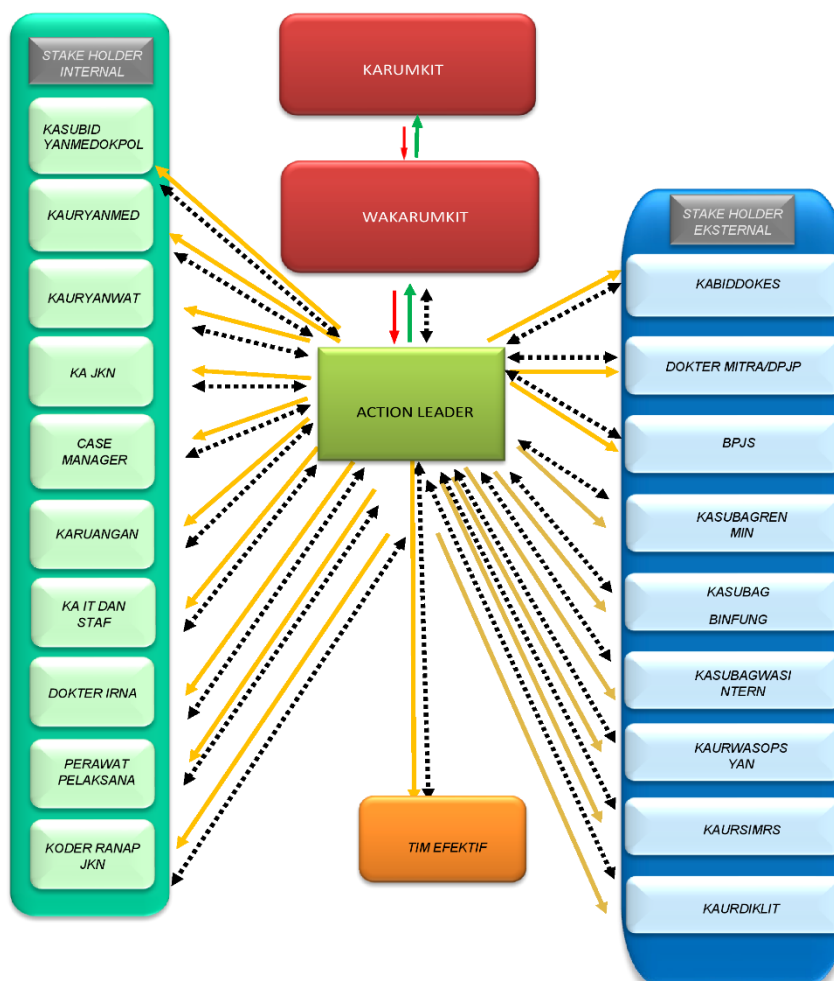 STAKE HOLDER
INTERNAL
KASUBID
YANMEDOKPOL
KAURYANMED
KAURYANWAT
KA JKN
CASE
MANAGER
KARUANGAN
KA IT DAN
STAF
DOKTER IRNA
PERAWAT
PELAKSANA
KODER RANAP
JKN
KARUMKIT
WAKARUMKIT
ACTION LEADER
TIM EFEKTIF
STAKE HOLDER
EKSTERNAL
KABIDDOKES
DOKTER MITRA/DPJP
BPJS
KASUBAGREN
MIN
KASUBAG
BINFUNG
KASUBAGWASI
NTERN
KAURWASOPS
YAN
KAURSIMRS
KAURDIKLIT